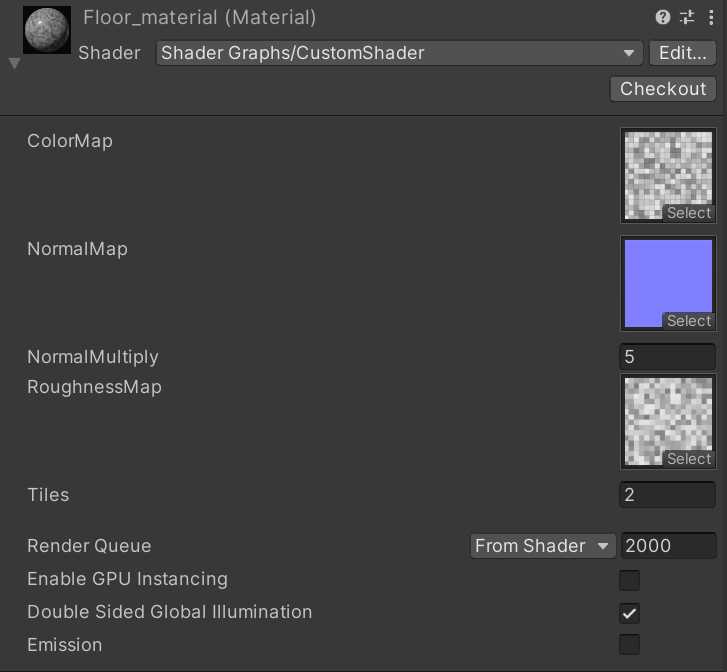 Floor_material (Material)
Shader
Shader Graphs/CustomShader
Edit...
Checkout
ColorMap
Select
NormalMap
Select
NormalMultiply
5
RoughnessMap
Select
Tiles
2
Render Queue
From Shader
2000
Enable GPU Instancing
Double Sided Global Illumination
Emission